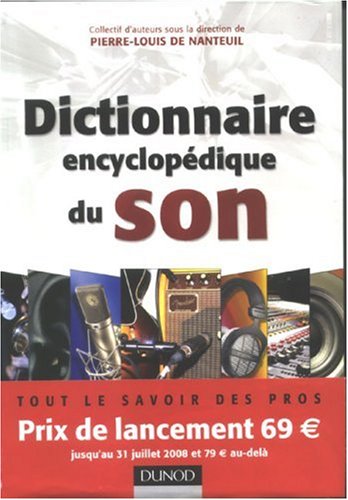 Collectif d'auteurs sous la direction de
PIERRE-LOUIS DE NANTEUIL
Dictionnaire
encyclopédique
du son
TOUT LE SAVOIR DES PROS
Prix de lancement 69 €
jusqu'au 31 juillet 2008 et 79 € au-delà
DUNOD